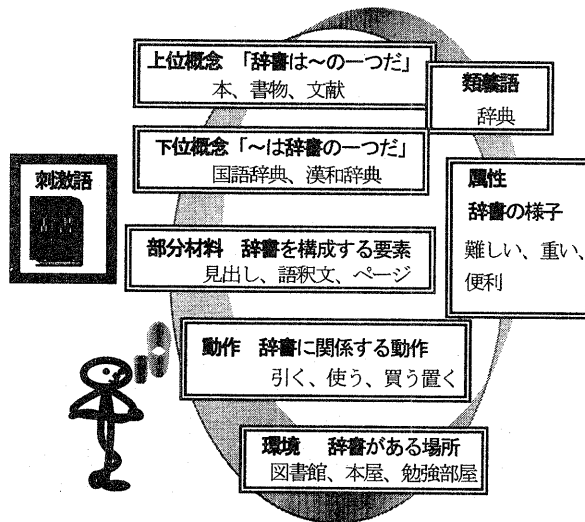 上位概念 「辞書は～の一つだ」
本、書物、文献
類義語
辞典
下位概念 「～は辞書の一つだ」
国語辞典、漢和辞典
刺激語
属性
辞書の様子
難しい、重い、
便利
部分材料 辞書を構成する要素
見出し、語釈文、ページ
動作 辞書に関係する動作
引く、使う、買う置く
環境 辞書がある場所
図書館、本屋、勉強部屋